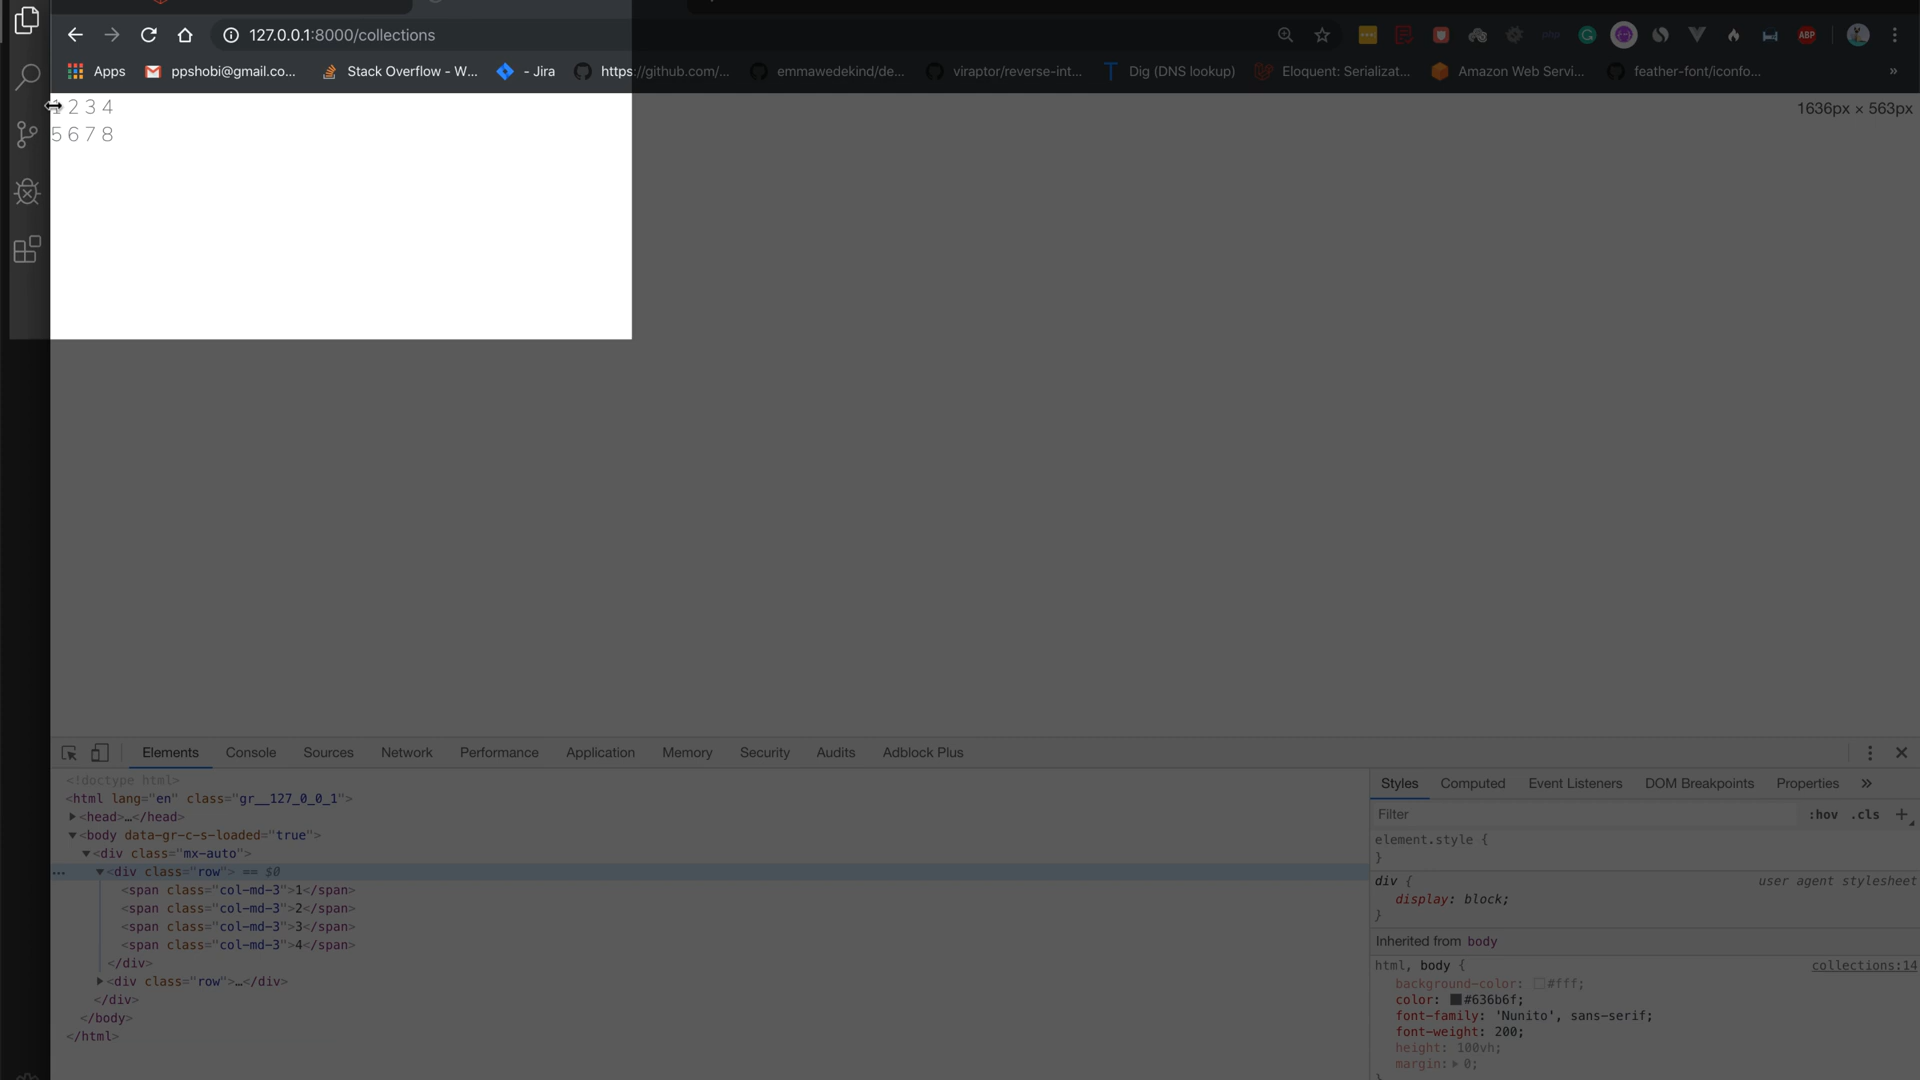 127.0.0.1:8000/collections
Apps ppshobi@gmail.co... Stack Overflow - W... - Jira https://github.com/... emmawedekind/de... viraptor/reverse-int... Dig (DNS lookup) Eloquent: Serializat... Amazon Web Servi... feather-font/iconfo... »
1 2 3 4
5 6 7 8
1636px × 563px
Elements Console Sources Network Performance Application Memory Security Audits Adblock Plus
<!doctype html>
<html lang="en" class="gr__127_0_0_1">
<head>…</head>
<body data-gr-c-s-loaded="true">
<div class="mx-auto">
<div class="row"> == $0
<span class="col-md-3">1</span>
<span class="col-md-3">2</span>
<span class="col-md-3">3</span>
<span class="col-md-3">4</span>
</div>
<div class="row">…</div>
</div>
</body>
</html>
Styles Computed Event Listeners DOM Breakpoints Properties »
Filter :hov .cls +
element.style {
}
div { user agent stylesheet
display: block;
}
Inherited from body
html, body { collections:14
background-color: #fff;
color: #636b6f;
font-family: 'Nunito', sans-serif;
font-weight: 200;
height: 100vh;
margin: 0;